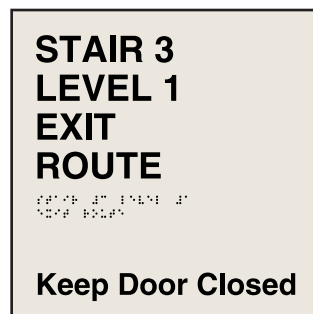 STAIR 3
LEVEL 1
EXIT
ROUTE
⠎⠞⠁⠊⠗ ⠼⠉ ⠇⠑⠧⠑⠇ ⠼⠁
⠑⠭⠊⠞ ⠗⠕⠥⠞⠑
Keep Door Closed